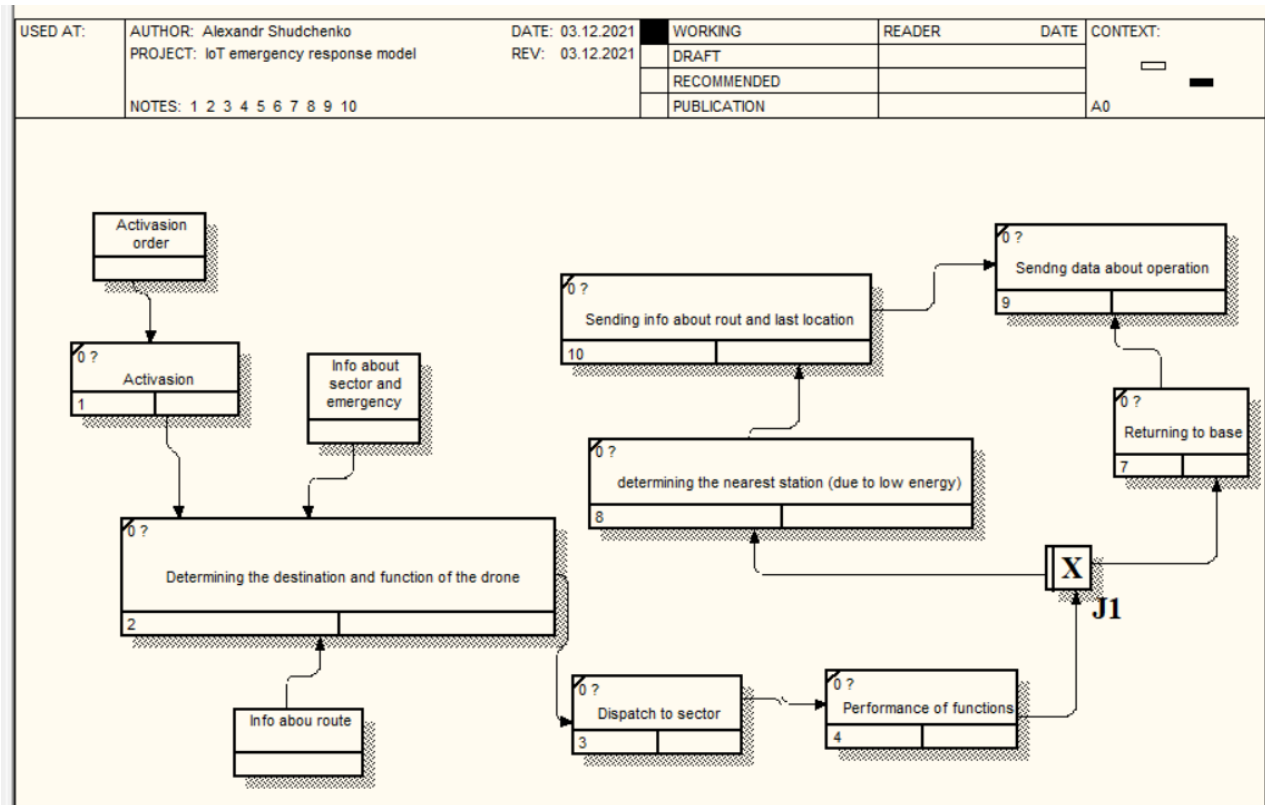 USED AT:
AUTHOR: Alexandr Shudchenko
DATE: 03.12.2021
PROJECT: IoT emergency response model
REV: 03.12.2021
NOTES: 1 2 3 4 5 6 7 8 9 10
WORKING
DRAFT
RECOMMENDED
PUBLICATION
READER
DATE
CONTEXT:
A0
Activasion
order
0 ?
Activasion
1
Info about
sector and
emergency
0 ?
Determining the destination and function of the drone
2
Info abou route
0 ?
Dispatch to sector
3
0 ?
Performance of functions
4
X
J1
0 ?
determining the nearest station (due to low energy)
8
0 ?
Sending info about rout and last location
10
0 ?
Returning to base
7
0 ?
Sendng data about operation
9